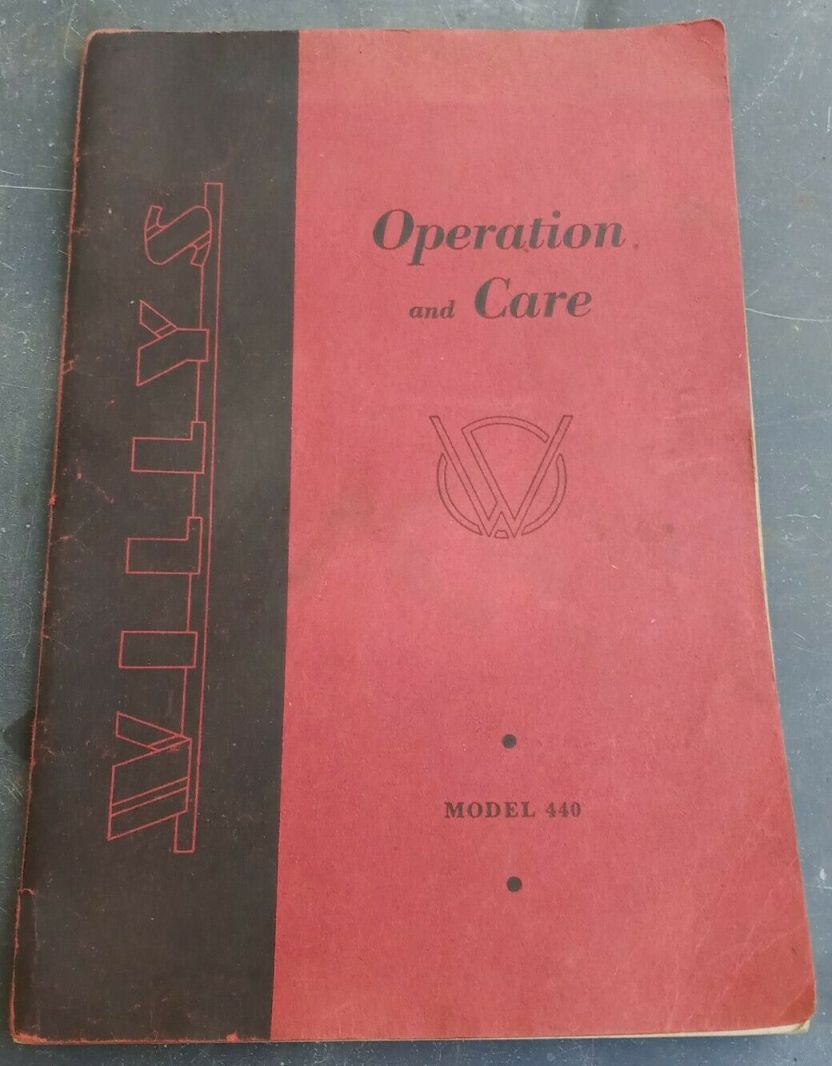 WILLYS
Operation
and Care
W
MODEL 440